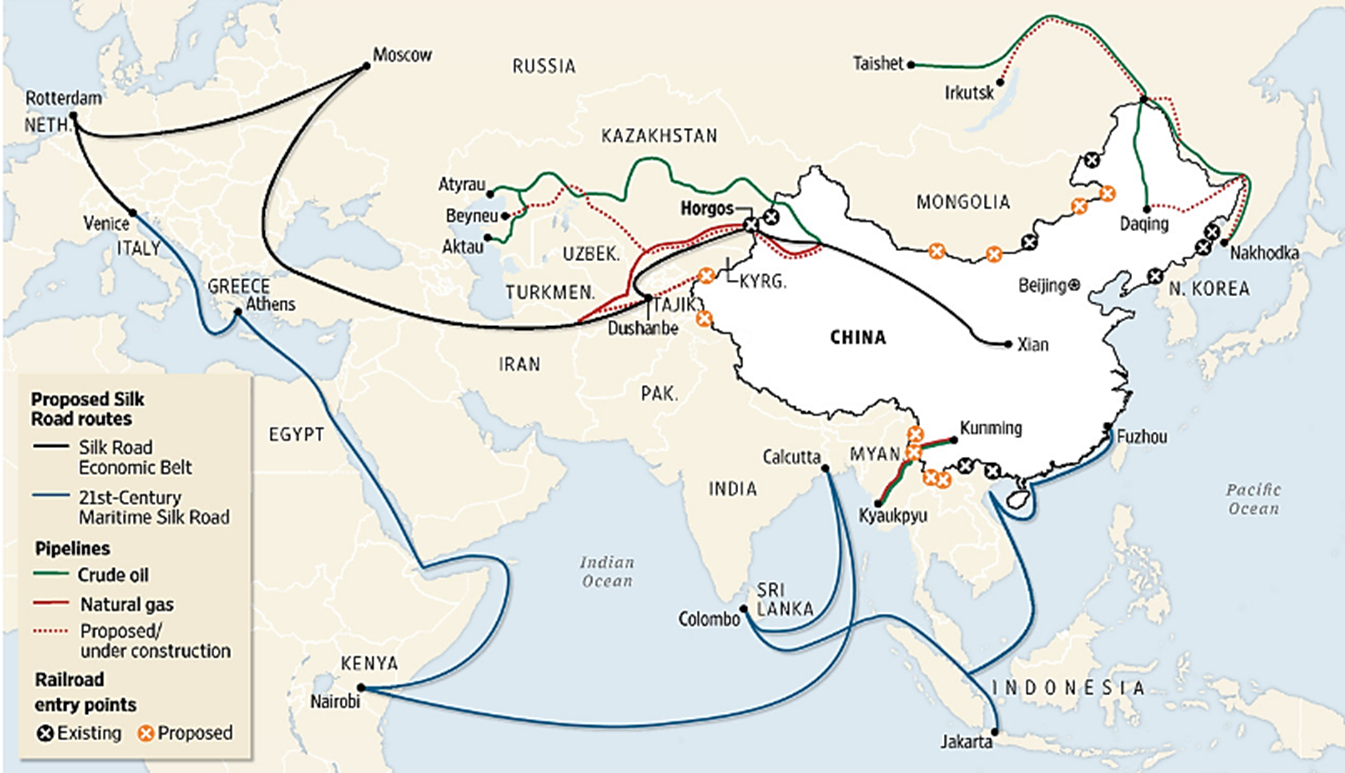 Moscow
RUSSIA
Taishet
Irkutsk
Rotterdam
NETH.
KAZAKHSTAN
Atyrau
Beyneu
Aktau
Horgos
MONGOLIA
Daqing
Nakhodka
Venice
ITALY
UZBEK.
GREECE
Athens
TURKMEN.
KYRG.
TAJIK.
Dushanbe
Beijing
N. KOREA
CHINA
Xian
IRAN
PAK.
EGYPT
Calcutta
MYAN.
Kunming
Fuzhou
INDIA
Kyaukpyu
Pacific
Ocean
Indian
Ocean
SRI
LANKA
Colombo
KENYA
Nairobi
INDONESIA
Jakarta
Proposed Silk
Road routes
Silk Road
Economic Belt
21st-Century
Maritime Silk Road
Pipelines
Crude oil
Natural gas
Proposed/
under construction
Railroad
entry points
Existing
Proposed